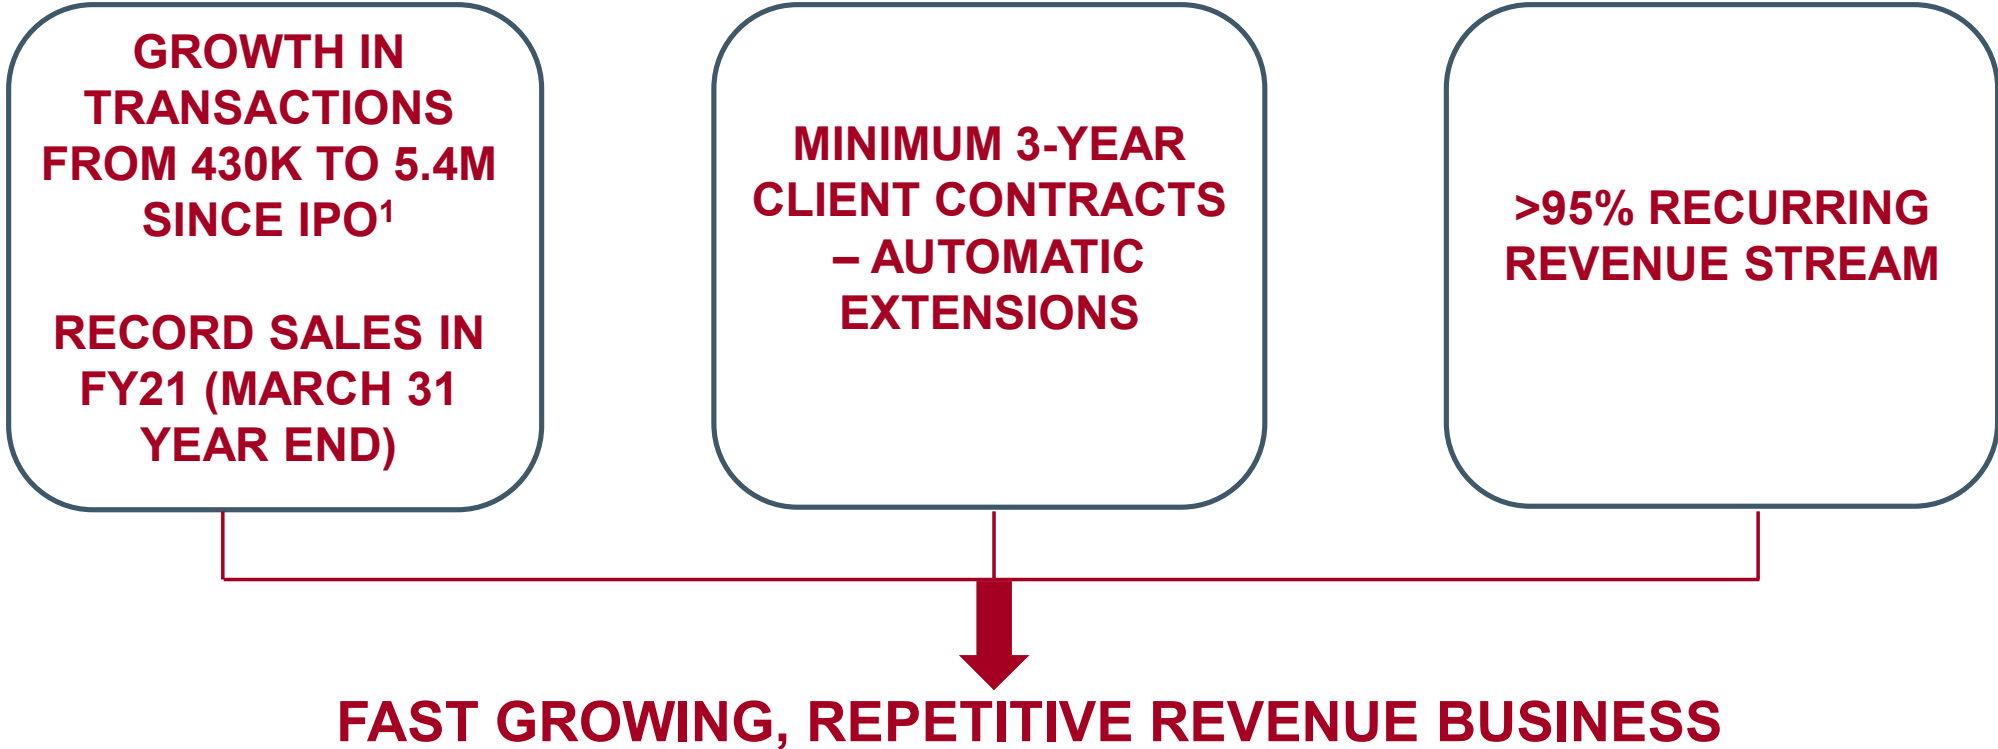 GROWTH IN
TRANSACTIONS
FROM 430K TO 5.4M
SINCE IPO¹
RECORD SALES IN
FY21 (MARCH 31
YEAR END)
MINIMUM 3-YEAR
CLIENT CONTRACTS
– AUTOMATIC
EXTENSIONS
>95% RECURRING
REVENUE STREAM
FAST GROWING, REPETITIVE REVENUE BUSINESS